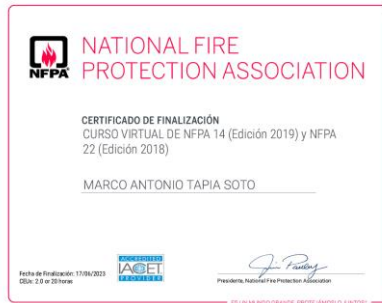 NFPA
NATIONAL FIRE
PROTECTION ASSOCIATION
CERTIFICADO DE FINALIZACIÓN
CURSO VIRTUAL DE NFPA 14 (Edición 2019) y NFPA
22 (Edición 2018)
MARCO ANTONIO TAPIA SOTO
Fecha de Finalización: 17/06/2023
CEUs: 2.0 or 20 horas
ACCREDITED
IACET
PROVIDER
Presidente, National Fire Protection Association